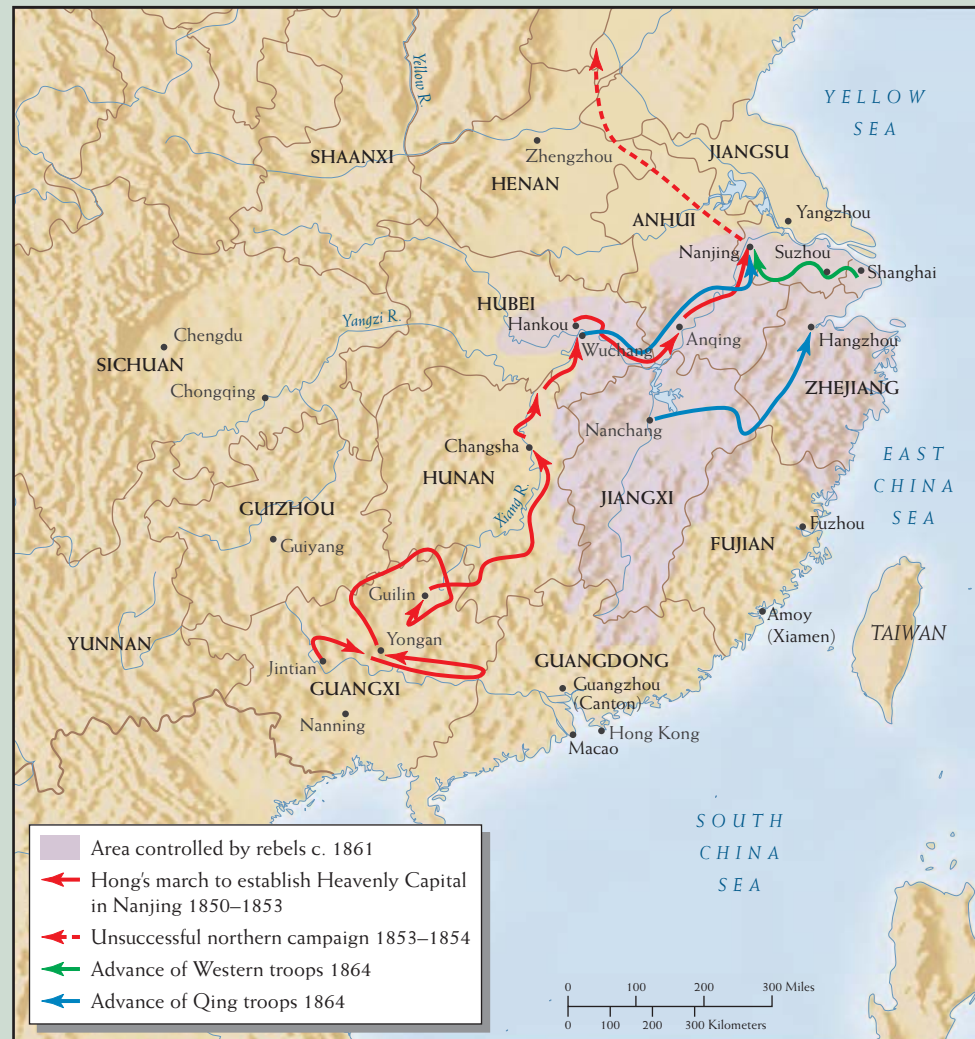 Yellow R.
YELLOW
SEA
SHAANXI
Zhengzhou
JIANGSU
HENAN
ANHUI
Yangzhou
Nanjing
Suzhou
Shanghai
HUBEI
Hankou
Yangzi R.
Wuchang
Anqing
Hangzhou
Chengdu
SICHUAN
Chongqing
ZHEJIANG
Nanchang
Changsha
HUNAN
EAST
CHINA
SEA
JIANGXI
Xiang R.
GUIZHOU
Guiyang
Fuzhou
FUJIAN
Guilin
Amoy
(Xiamen)
TAIWAN
YUNNAN
Yongan
Jintian
GUANGDONG
GUANGXI
Guangzhou
(Canton)
Nanning
Hong Kong
Macao
SOUTH
CHINA
SEA
Area controlled by rebels c. 1861
Hong's march to establish Heavenly Capital
in Nanjing 1850–1853
Unsuccessful northern campaign 1853–1854
Advance of Western troops 1864
Advance of Qing troops 1864
0 100 200 300 Miles
0 100 200 300 Kilometers